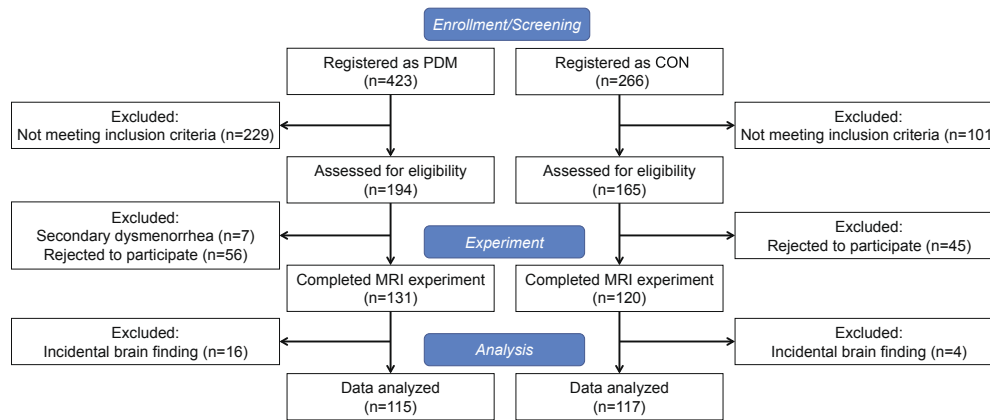 Enrollment/Screening
Registered as PDM
(n=423)
Registered as CON
(n=266)
Excluded:
Not meeting inclusion criteria (n=229)
Excluded:
Not meeting inclusion criteria (n=101)
Assessed for eligibility
(n=194)
Assessed for eligibility
(n=165)
Excluded:
Secondary dysmenorrhea (n=7)
Rejected to participate (n=56)
Experiment
Excluded:
Rejected to participate (n=45)
Completed MRI experiment
(n=131)
Completed MRI experiment
(n=120)
Excluded:
Incidental brain finding (n=16)
Analysis
Excluded:
Incidental brain finding (n=4)
Data analyzed
(n=115)
Data analyzed
(n=117)